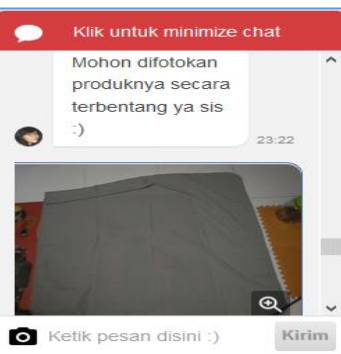 Klik untuk minimize chat
Mohon difotokan
produknya secara
terbentang ya sis
:)
23:22
Ketik pesan disini :)
Kirim